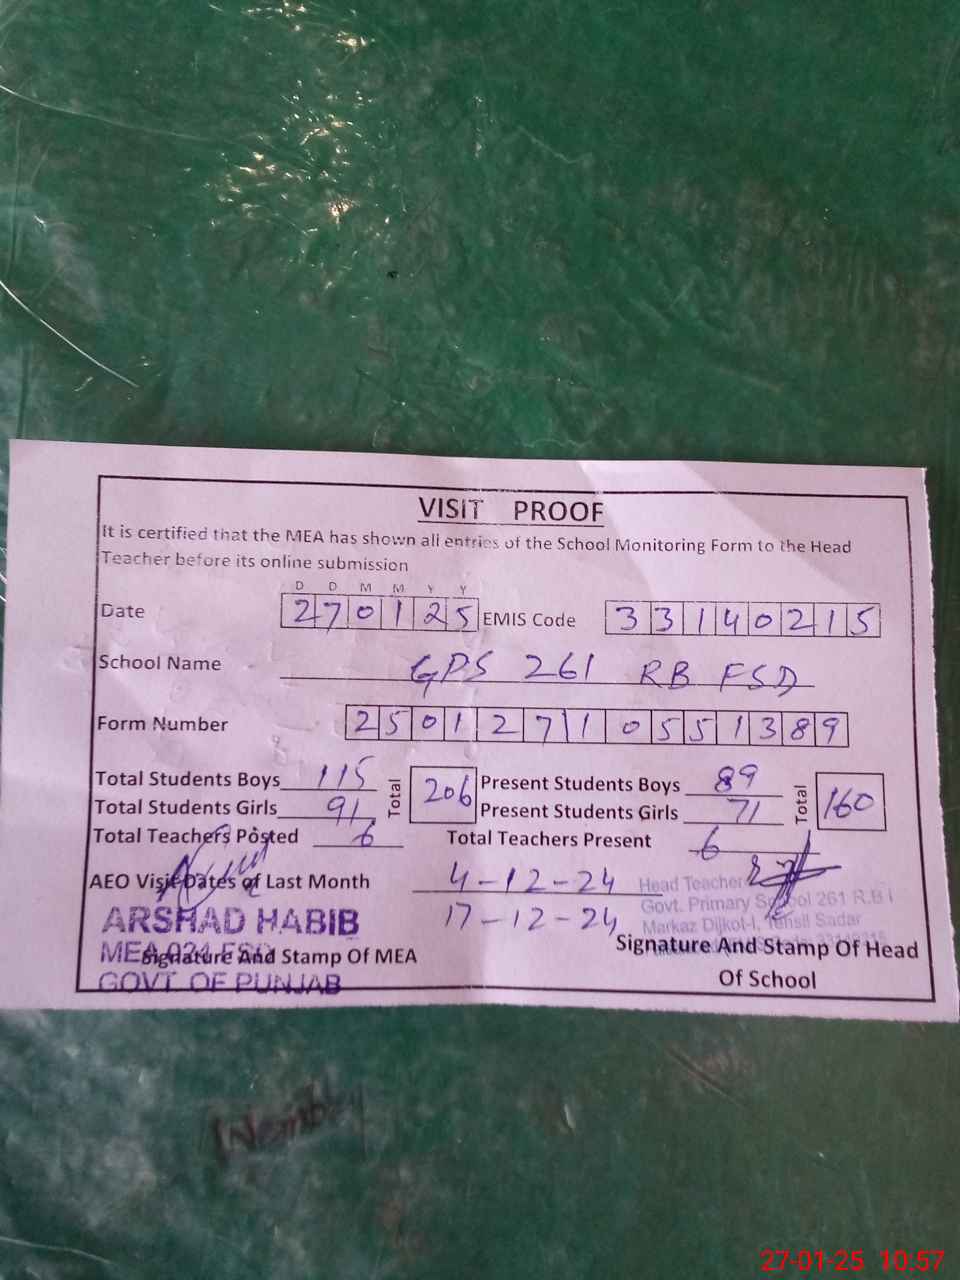 VISIT PROOF
It is certified that the MEA has shown all entries of the School Monitoring Form to the Head
Teacher before its online submission
D D M M Y Y
Date 270125 EMIS Code 33140215
School Name GPS 261 RB FSD
Form Number 25012710551389
Total Students Boys 115 Total 206 Present Students Boys 89 Total 160
Total Students Girls 91 Present Students Girls 71
Total Teachers Posted 6 Total Teachers Present 6
AEO Visit Dates of Last Month 4-12-24
17-12-24
Head Teacher
Govt. Primary School 261 R.B I
Markaz Dijkot-I, Tehsil Sadar
ARSHAD HABIB
MEA 024 FSD
GOVT OF PUNJAB
Signature And Stamp Of MEA
Signature And Stamp Of Head
Of School
Wembley
27-01-25 10:57